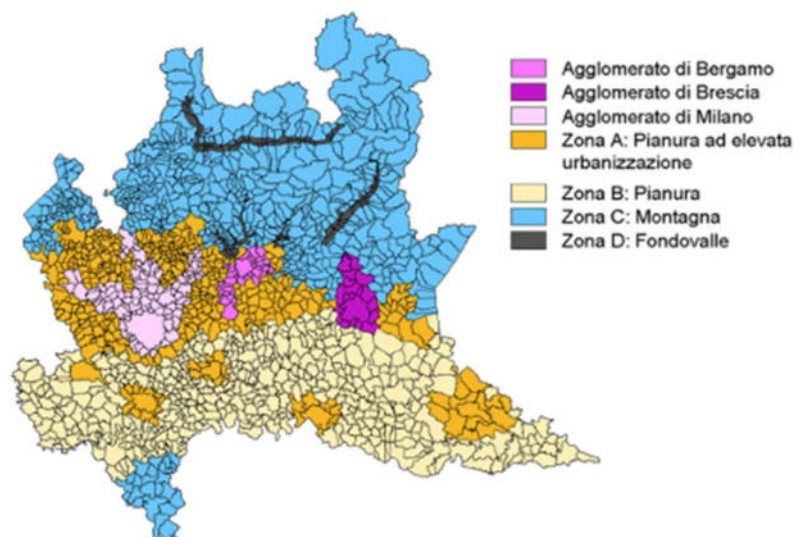 Agglomerato di Bergamo
Agglomerato di Brescia
Agglomerato di Milano
Zona A: Pianura ad elevata
urbanizzazione
Zona B: Pianura
Zona C: Montagna
Zona D: Fondovalle